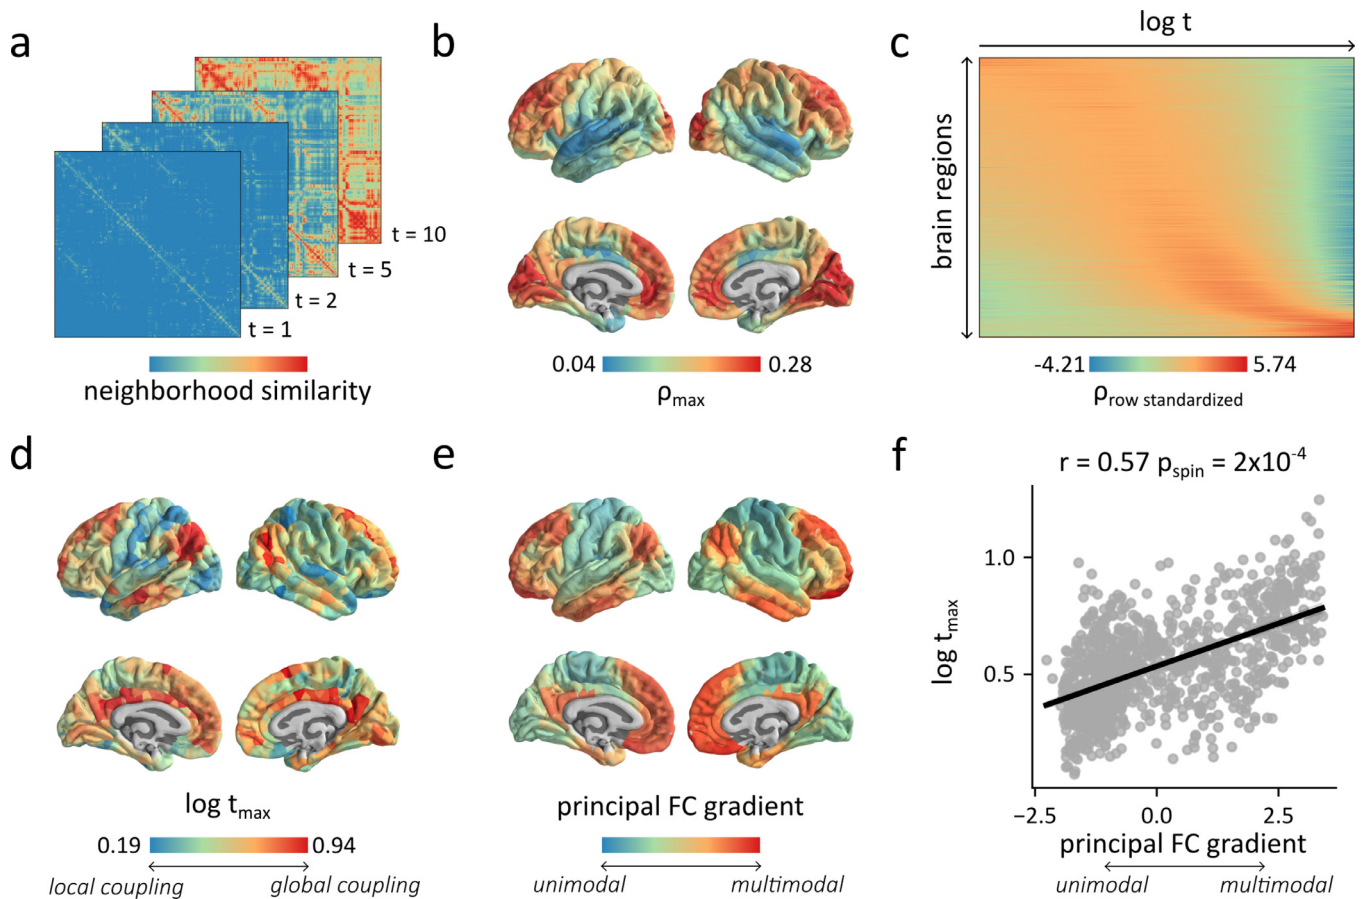 a
t = 10
t = 5
t = 2
t = 1
neighborhood similarity
b
0.04
0.28
ρmax
c
log t
brain regions
-4.21
5.74
ρrow standardized
d
log tmax
0.19
0.94
local coupling
global coupling
e
principal FC gradient
unimodal
multimodal
f
r = 0.57 pspin = 2x10-4
log tmax
1.0
0.5
−2.5
0.0
2.5
principal FC gradient
unimodal
multimodal